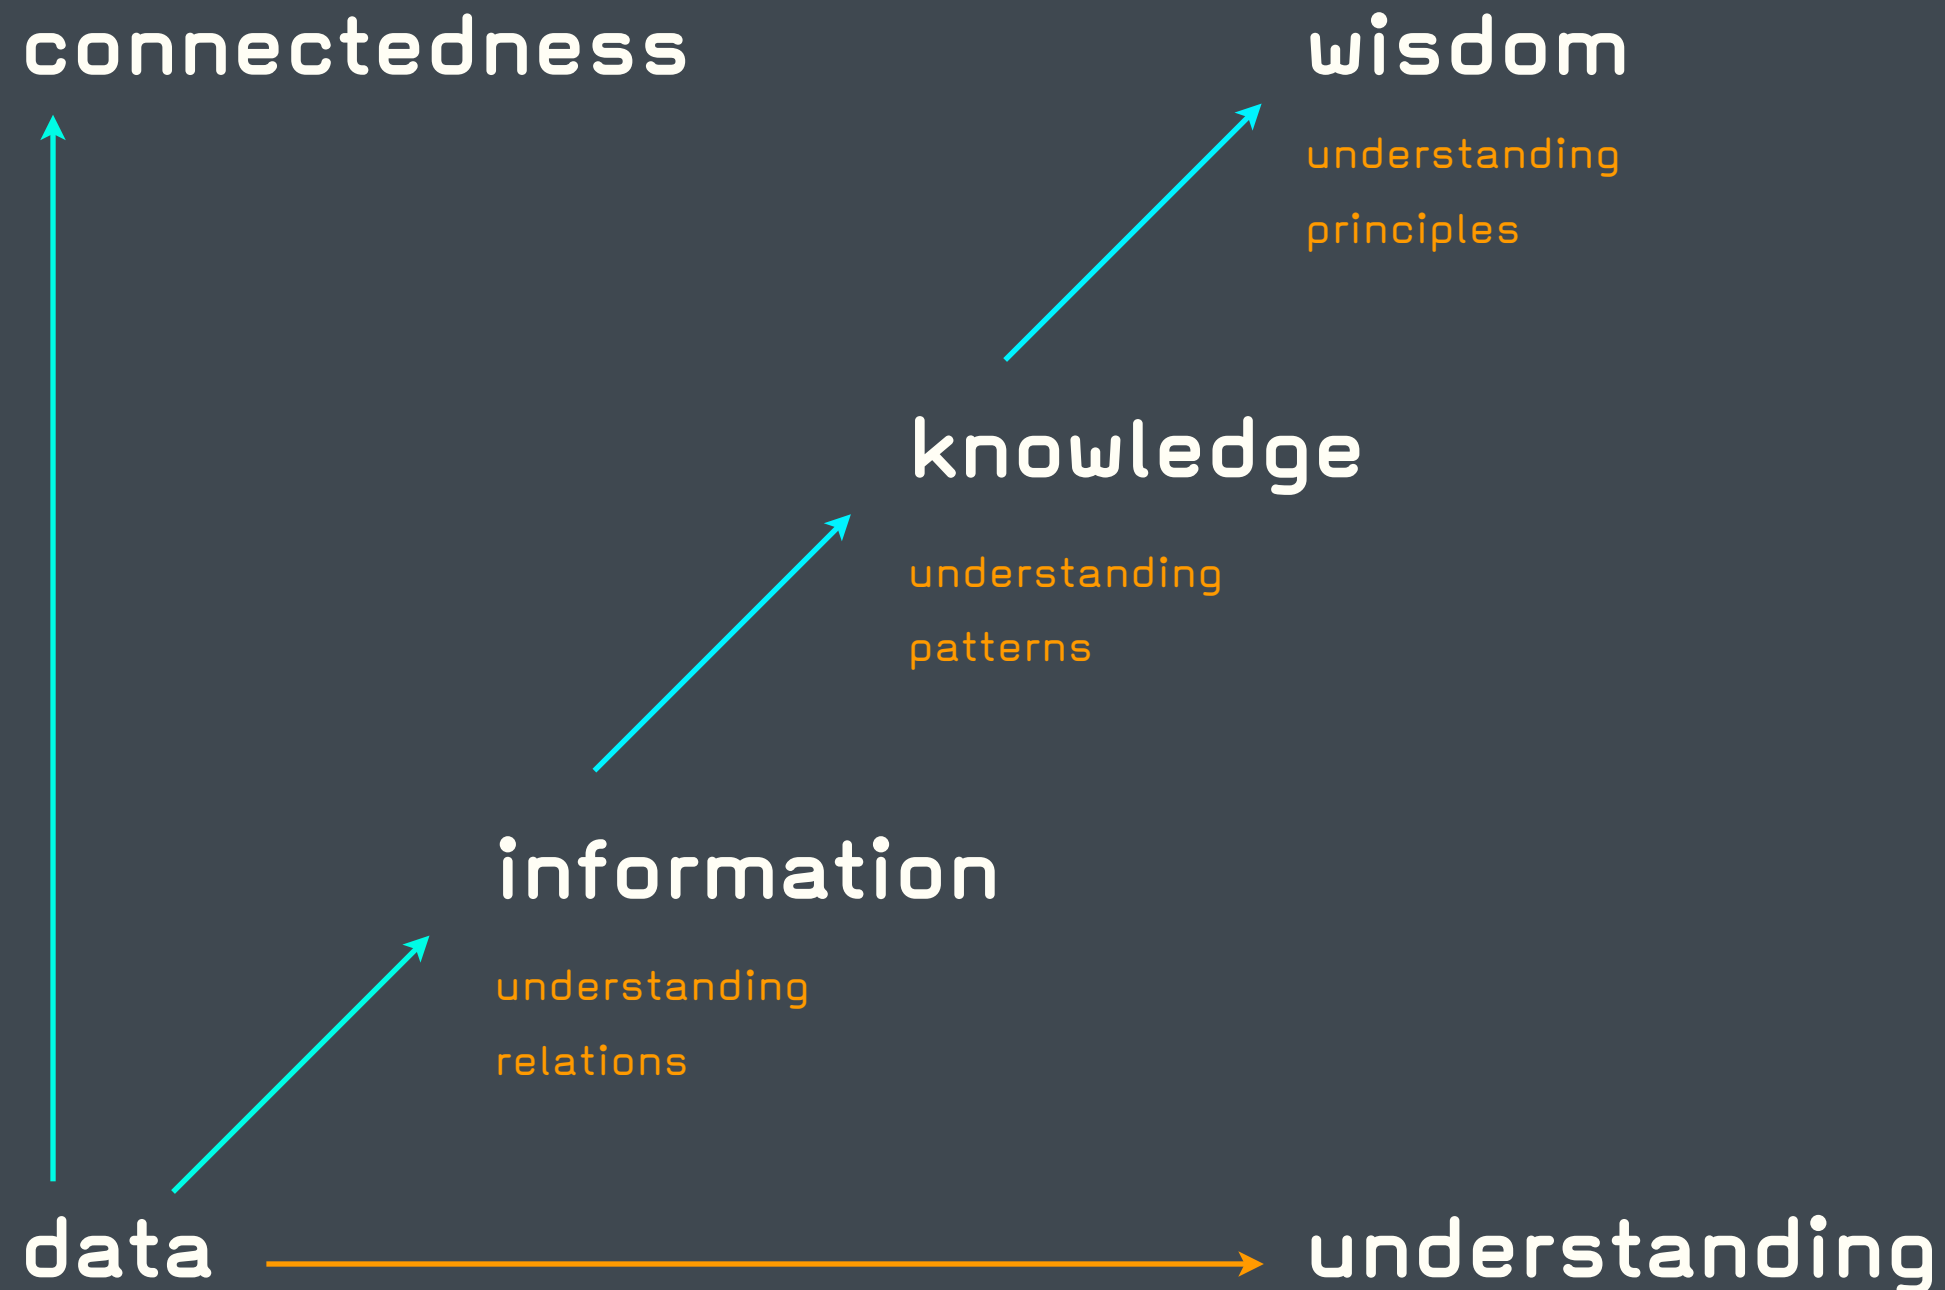 connectedness
wisdom
understanding
principles
knowledge
understanding
patterns
information
understanding
relations
data
understanding